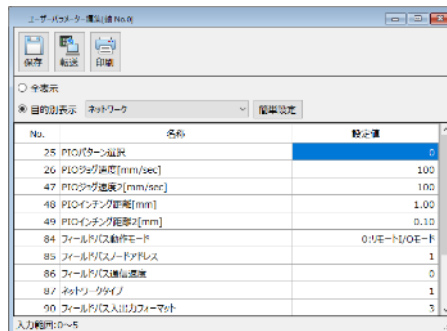 ユーザーパラメーター編集[軸 No.0]
保存 転送 印刷
全表示
目的別表示 ネットワーク 簡単設定
No. 名称 設定値
25 PIOパターン選択 0
26 PIOジョグ速度[mm/sec] 100
47 PIOジョグ速度2[mm/sec] 100
48 PIOインチング距離[mm] 1.00
49 PIOインチング距離2[mm] 0.10
84 フィールドバス動作モード 0:リモートI/Oモード
85 フィールドバスノードアドレス 1
86 フィールドバス通信速度 0
87 ネットワークタイプ 1
90 フィールドバス入出力フォーマット 3
入力範囲:0～5